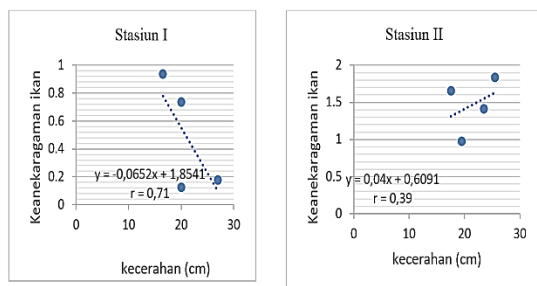 Stasiun I
Keanekaragaman ikan
1
0.8
0.6
0.4
0.2
0
y = -0,0652x + 1,8541
r = 0,71
0 10 20 30
kecerahan (cm)
Stasiun II
Keanekaragaman ikan
2
1.5
1
0.5
0
y = 0,04x + 0,6091
r = 0,39
0 10 20 30
kecerahan (cm)